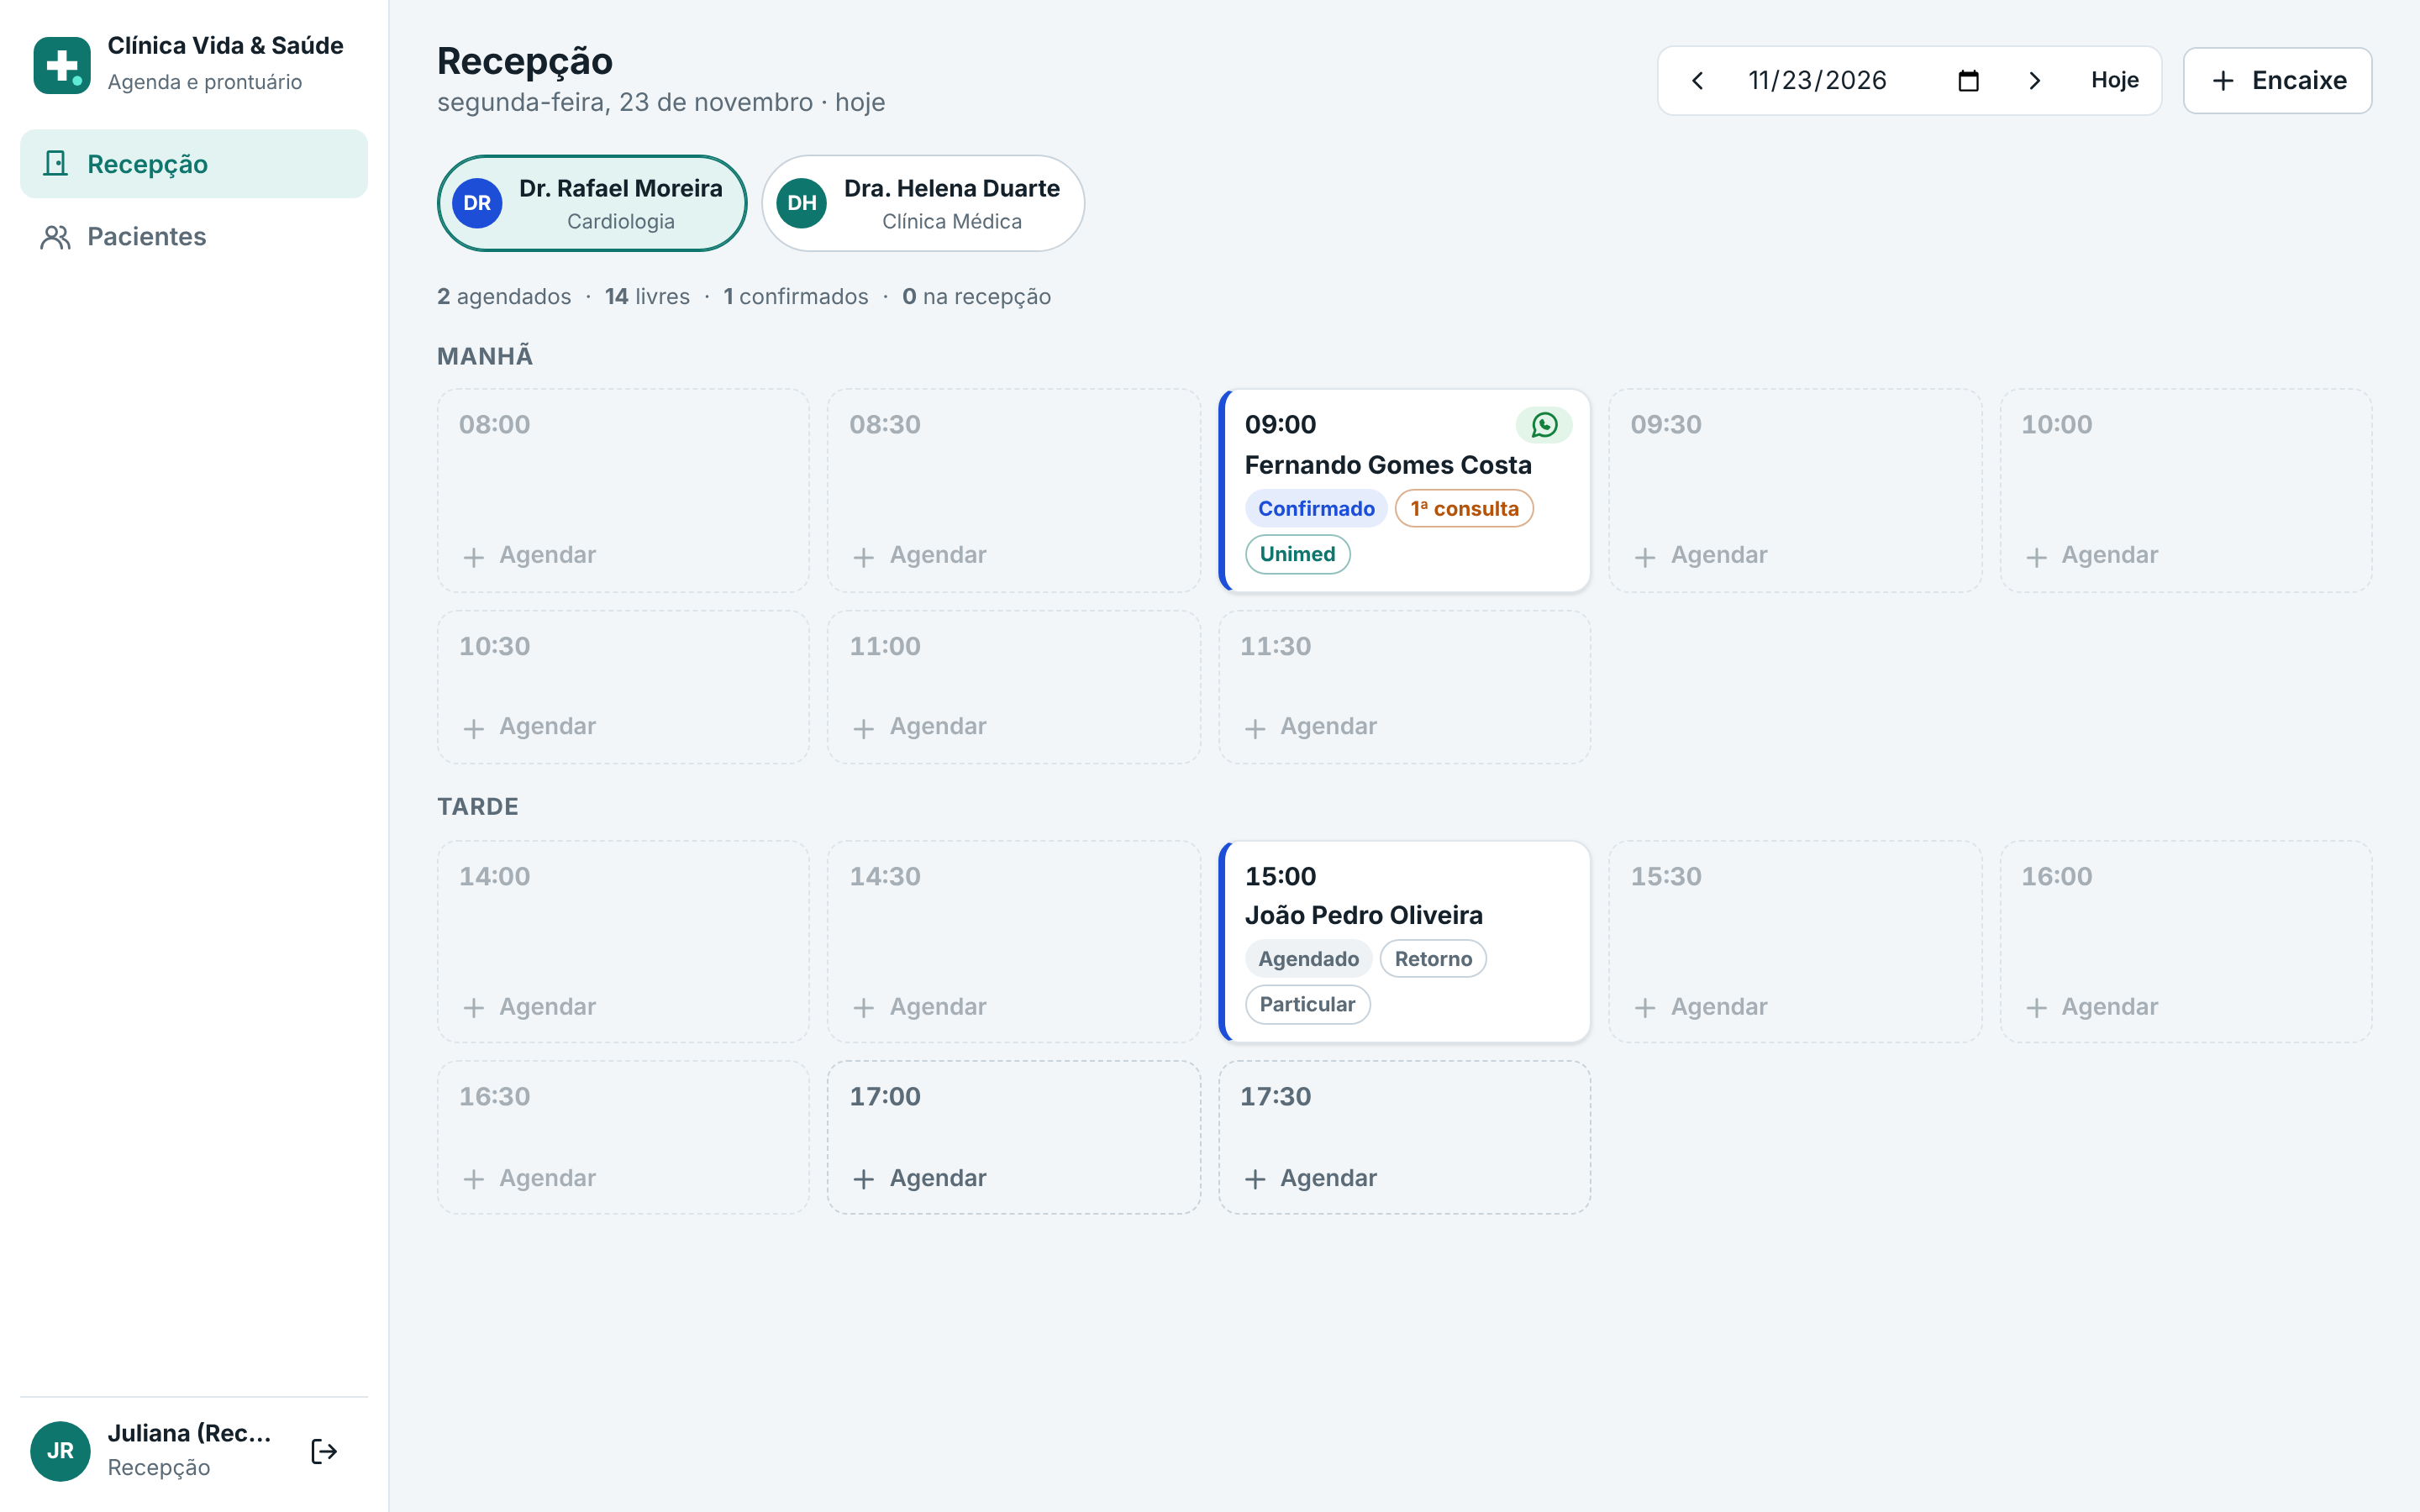 Clínica Vida & Saúde
Agenda e prontuário
Recepção
Pacientes
Recepção
segunda-feira, 23 de novembro · hoje
11/23/2026
Hoje
Encaixe
DR
Dr. Rafael Moreira
Cardiologia
DH
Dra. Helena Duarte
Clínica Médica
2 agendados · 14 livres · 1 confirmados · 0 na recepção
MANHÃ
08:00
Agendar
08:30
Agendar
09:00
Fernando Gomes Costa
Confirmado
1ª consulta
Unimed
09:30
Agendar
10:00
Agendar
10:30
Agendar
11:00
Agendar
11:30
Agendar
TARDE
14:00
Agendar
14:30
Agendar
15:00
João Pedro Oliveira
Agendado
Retorno
Particular
15:30
Agendar
16:00
Agendar
16:30
Agendar
17:00
Agendar
17:30
Agendar
JR
Juliana (Rec...
Recepção